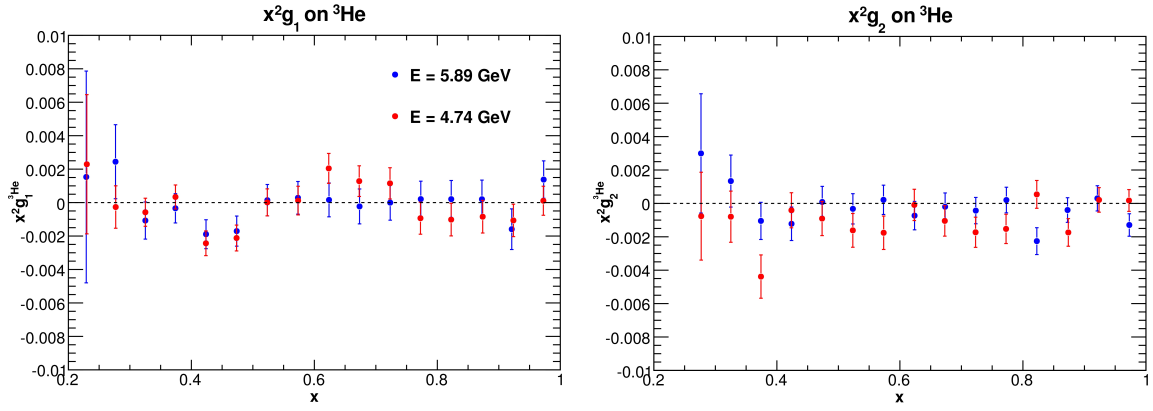 x²g₁ on ³He
0.01
0.008
0.006
0.004
0.002
0
-0.002
-0.004
-0.006
-0.008
-0.01
x²g₁³He
E = 5.89 GeV
E = 4.74 GeV
0.2 0.4 0.6 0.8 1
x
x²g₂ on ³He
0.01
0.008
0.006
0.004
0.002
0
-0.002
-0.004
-0.006
-0.008
-0.01
x²g₂³He
0.2 0.4 0.6 0.8 1
x